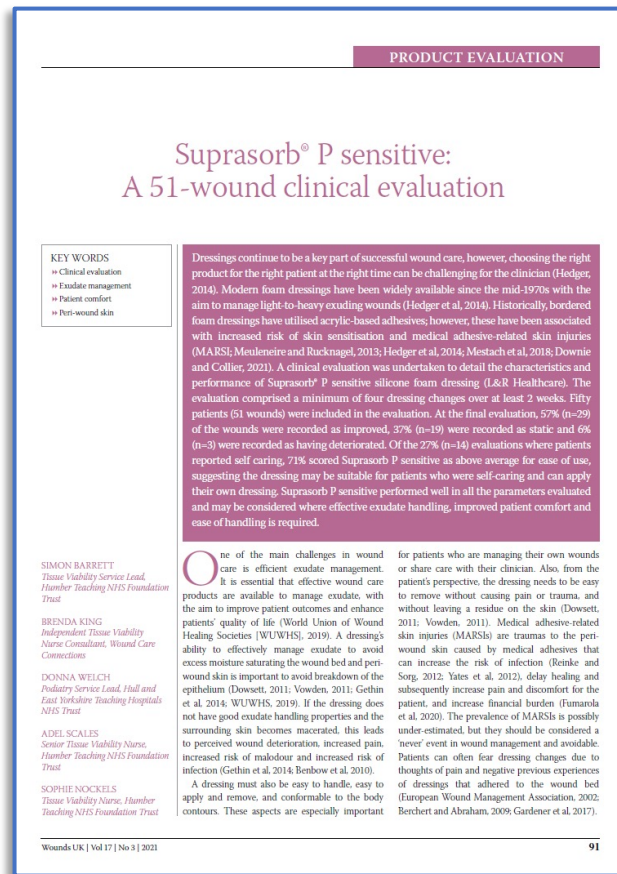 PRODUCT EVALUATION
Suprasorb® P sensitive:
A 51-wound clinical evaluation
KEY WORDS
▸▸ Clinical evaluation
▸▸ Exudate management
▸▸ Patient comfort
▸▸ Peri-wound skin
Dressings continue to be a key part of successful wound care, however, choosing the right
product for the right patient at the right time can be challenging for the clinician (Hedger,
2014). Modern foam dressings have been widely available since the mid-1970s with the
aim to manage light-to-heavy exuding wounds (Hedger et al, 2014). Historically, bordered
foam dressings have utilised acrylic-based adhesives; however, these have been associated
with increased risk of skin sensitisation and medical adhesive-related skin injuries
(MARSI; Meuleneire and Rucknagel, 2013; Hedger et al, 2014; Mestach et al, 2018; Downie
and Collier, 2021). A clinical evaluation was undertaken to detail the characteristics and
performance of Suprasorb® P sensitive silicone foam dressing (L&R Healthcare). The
evaluation comprised a minimum of four dressing changes over at least 2 weeks. Fifty
patients (51 wounds) were included in the evaluation. At the final evaluation, 57% (n=29)
of the wounds were recorded as improved, 37% (n=19) were recorded as static and 6%
(n=3) were recorded as having deteriorated. Of the 27% (n=14) evaluations where patients
reported self caring, 71% scored Suprasorb P sensitive as above average for ease of use,
suggesting the dressing may be suitable for patients who were self-caring and can apply
their own dressing. Suprasorb P sensitive performed well in all the parameters evaluated
and may be considered where effective exudate handling, improved patient comfort and
ease of handling is required.
SIMON BARRETT
Tissue Viability Service Lead,
Humber Teaching NHS Foundation
Trust
BRENDA KING
Independent Tissue Viability
Nurse Consultant, Wound Care
Connections
DONNA WELCH
Podiatry Service Lead, Hull and
East Yorkshire Teaching Hospitals
NHS Trust
ADEL SCALES
Senior Tissue Viability Nurse,
Humber Teaching NHS Foundation
Trust
SOPHIE NOCKELS
Tissue Viability Nurse, Humber
Teaching NHS Foundation Trust
One of the main challenges in wound
care is efficient exudate management.
It is essential that effective wound care
products are available to manage exudate, with
the aim to improve patient outcomes and enhance
patients' quality of life (World Union of Wound
Healing Societies [WUWHS], 2019). A dressing's
ability to effectively manage exudate to avoid
excess moisture saturating the wound bed and peri-
wound skin is important to avoid breakdown of the
epithelium (Dowsett, 2011; Vowden, 2011; Gethin
et al, 2014; WUWHS, 2019). If the dressing does
not have good exudate handling properties and the
surrounding skin becomes macerated, this leads
to perceived wound deterioration, increased pain,
increased risk of malodour and increased risk of
infection (Gethin et al, 2014; Benbow et al, 2010).
A dressing must also be easy to handle, easy to
apply and remove, and conformable to the body
contours. These aspects are especially important
for patients who are managing their own wounds
or share care with their clinician. Also, from the
patient's perspective, the dressing needs to be easy
to remove without causing pain or trauma, and
without leaving a residue on the skin (Dowsett,
2011; Vowden, 2011). Medical adhesive-related
skin injuries (MARSIs) are traumas to the peri-
wound skin caused by medical adhesives that
can increase the risk of infection (Reinke and
Sorg, 2012; Yates et al, 2012), delay healing and
subsequently increase pain and discomfort for the
patient, and increase financial burden (Fumarola
et al, 2020). The prevalence of MARSIs is possibly
under-estimated, but they should be considered a
'never' event in wound management and avoidable.
Patients can often fear dressing changes due to
thoughts of pain and negative previous experiences
of dressings that adhered to the wound bed
(European Wound Management Association, 2002;
Berchert and Abraham, 2009; Gardener et al, 2017).
Wounds UK | Vol 17 | No 3 | 2021
91